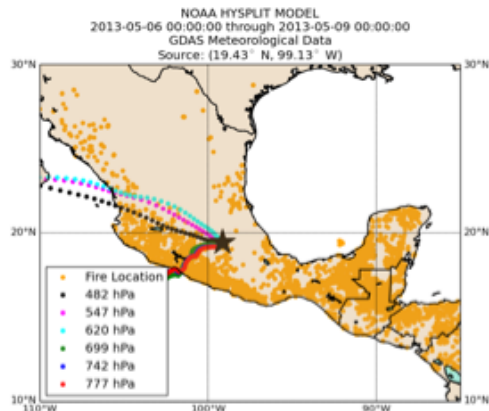 NOAA HYSPLIT MODEL
2013-05-06 00:00:00 through 2013-05-09 00:00:00
GDAS Meteorological Data
Source: (19.43° N, 99.13° W)
30°N
30°N
20°N
20°N
Fire Location
482 hPa
547 hPa
620 hPa
699 hPa
742 hPa
777 hPa
10°N
10°N
110°W
100°W
90°W